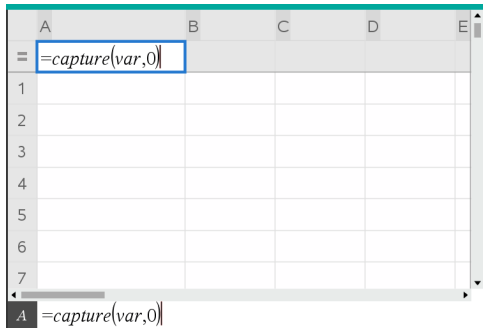 A B C D E
= =capture(var,0)
1
2
3
4
5
6
7
A =capture(var,0)